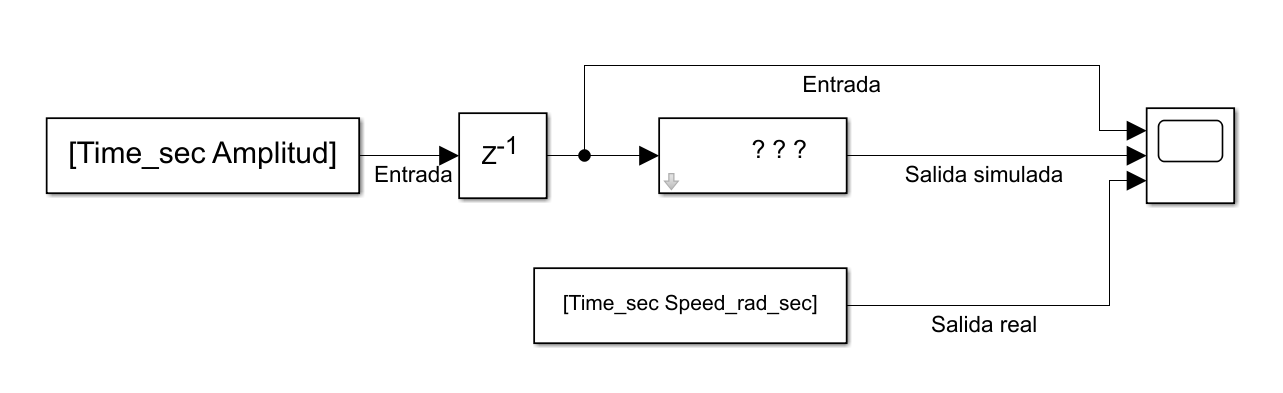 Entrada
[Time_sec Amplitud]
Entrada
Z-1
? ? ?
Salida simulada
[Time_sec Speed_rad_sec]
Salida real